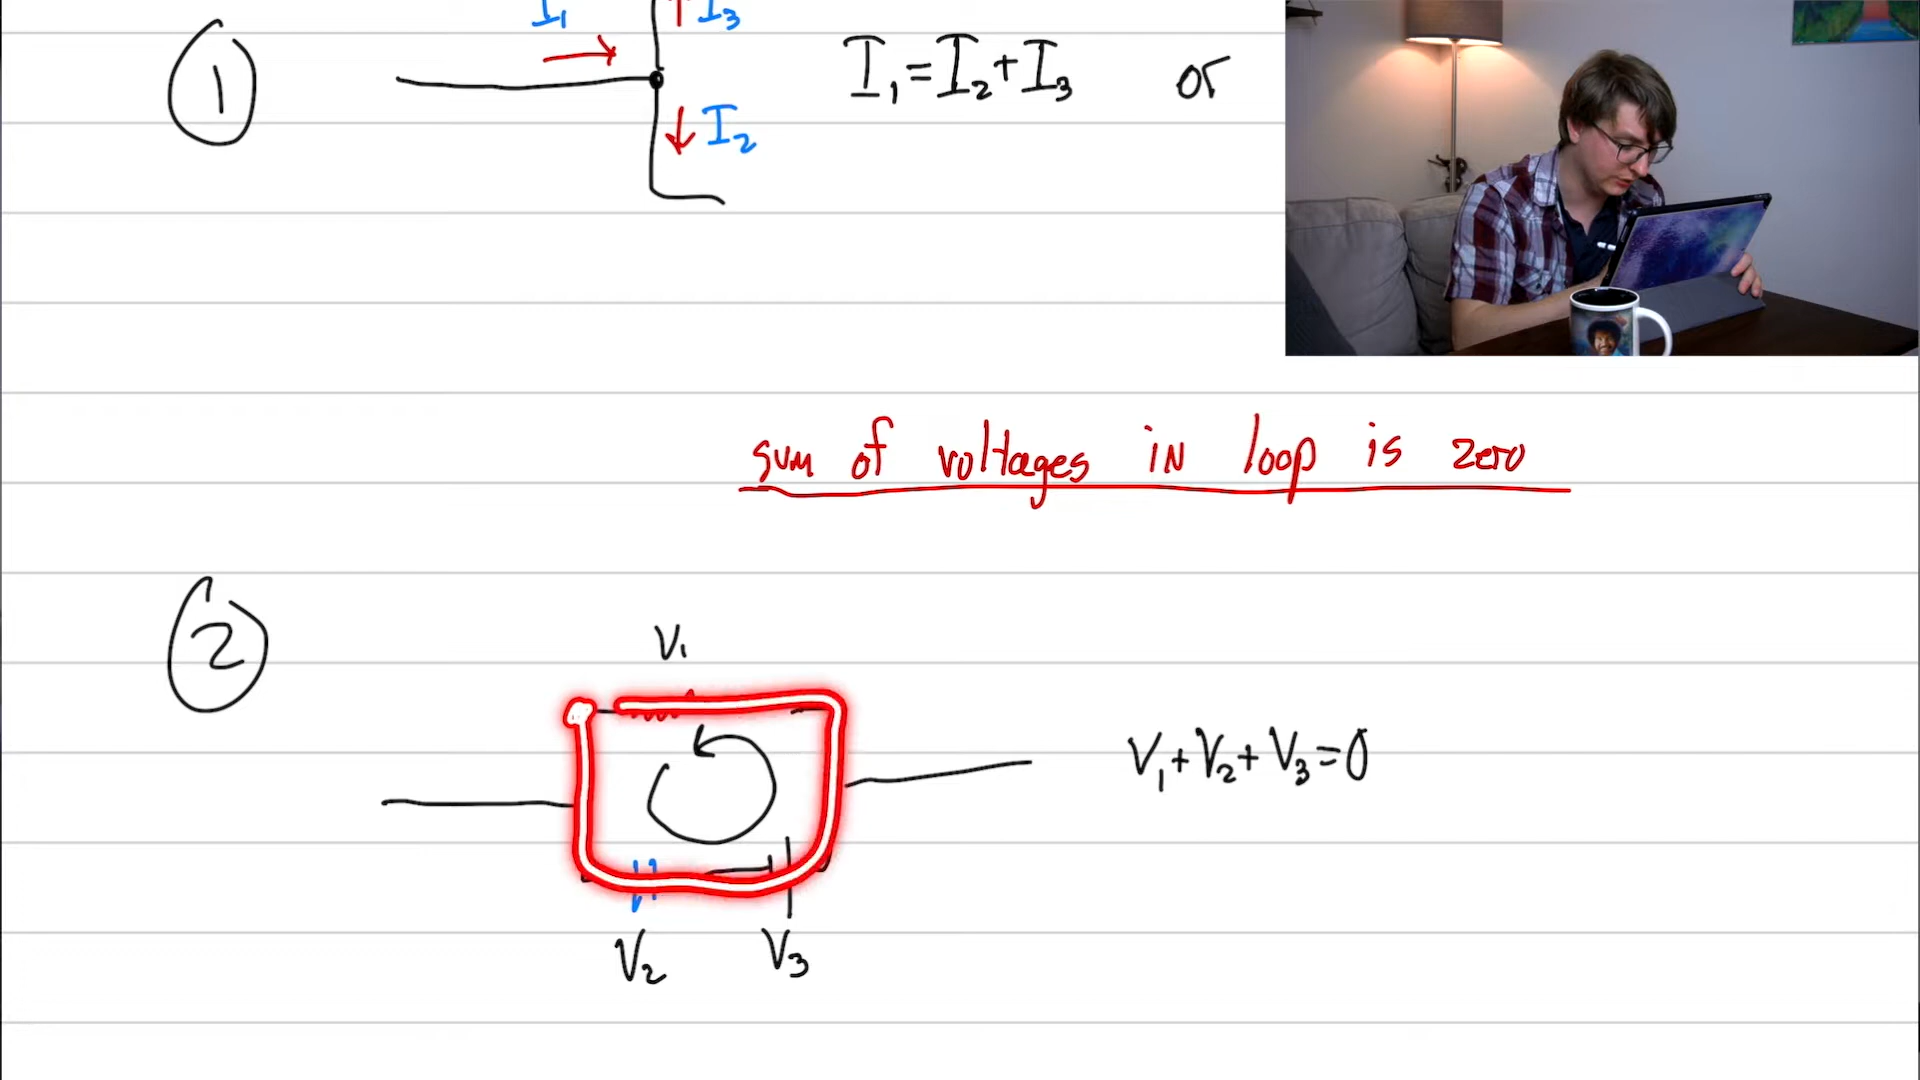 1
I₁
I₃
I₁=I₂+I₃ or
I₂
sum of voltages in loop is zero
2
V₁
V₁+V₂+V₃=0
V₂
V₃